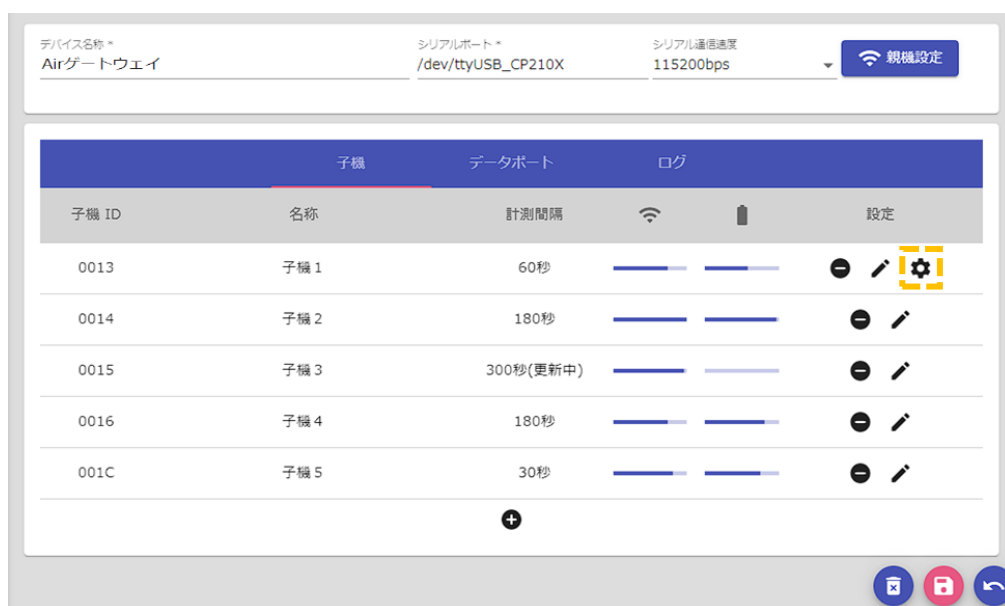 デバイス名称 * シリアルポート * シリアル通信速度
Airゲートウェイ /dev/ttyUSB_CP210X 115200bps 親機設定
子機 データポート ログ
子機 ID 名称 計測間隔 設定
0013 子機1 60秒
0014 子機2 180秒
0015 子機3 300秒(更新中)
0016 子機4 180秒
001C 子機5 30秒